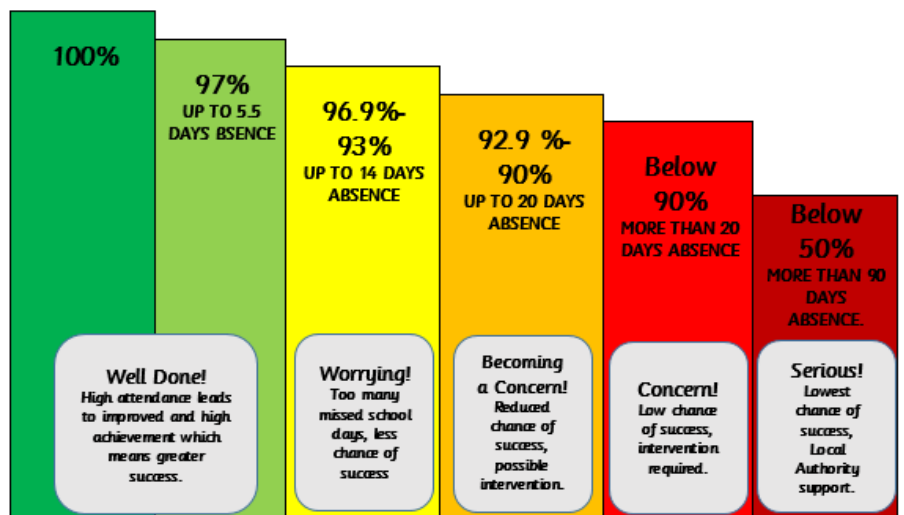 100%
97%
UP TO 5.5
DAYS BSENCE
96.9%-
93%
UP TO 14 DAYS
ABSENCE
92.9 %-
90%
UP TO 20 DAYS
ABSENCE
Below
90%
MORE THAN 20
DAYS ABSENCE
Below
50%
MORE THAN 90
DAYS
ABSENCE.
Well Done!
High attendance leads
to improved and high
achievement which
means greater
success.
Worrying!
Too many
missed school
days, less
chance of
success
Becoming
a Concern!
Reduced
chance of
success,
possible
intervention.
Concern!
Low chance
of success,
intervention
required.
Serious!
Lowest
chance of
success,
Local
Authority
support.